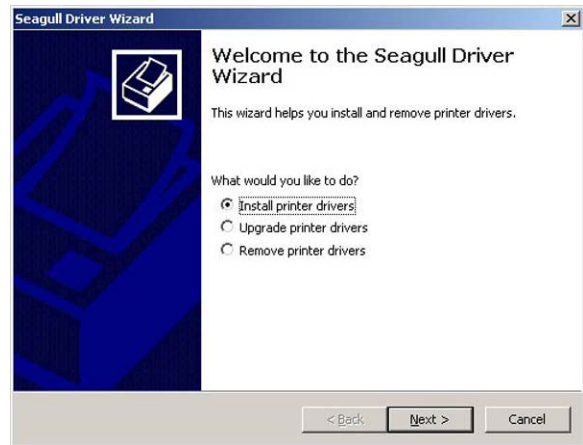 Seagull Driver Wizard
Welcome to the Seagull Driver
Wizard
This wizard helps you install and remove printer drivers.
What would you like to do?
Install printer drivers
Upgrade printer drivers
Remove printer drivers
< Back Next > Cancel